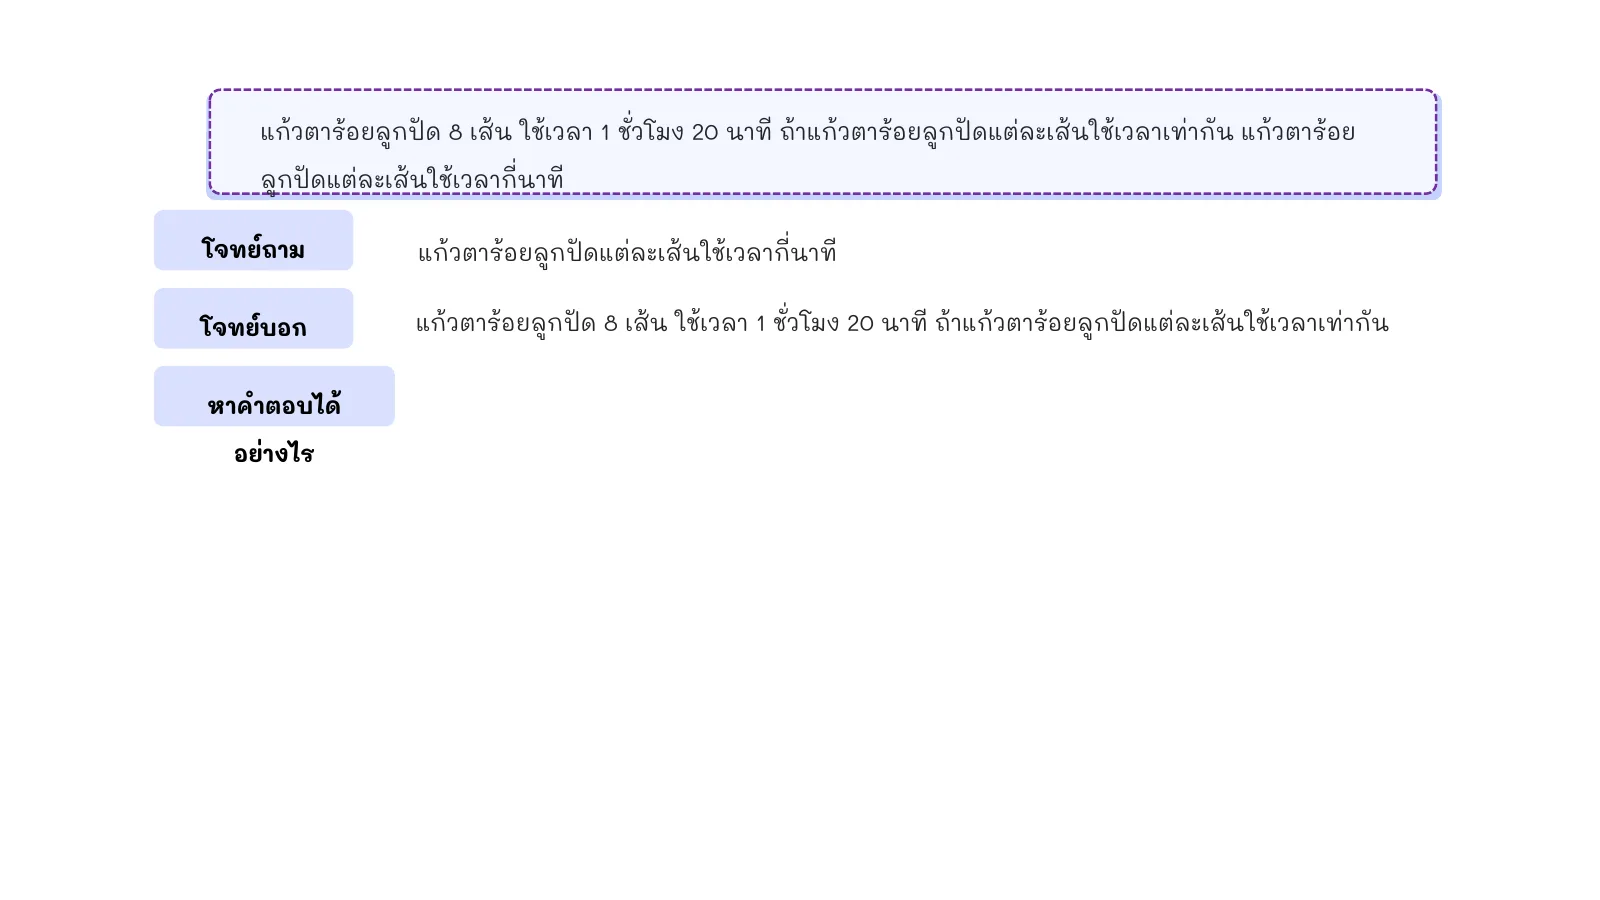 แก้วตาร้อยลูกปัด 8 เส้น ใช้เวลา 1 ชั่วโมง 20 นาที ถ้าแก้วตาร้อยลูกปัดแต่ละเส้นใช้เวลาเท่ากัน แก้วตาร้อย
ลูกปัดแต่ละเส้นใช้เวลากี่นาที
โจทย์ถาม
แก้วตาร้อยลูกปัดแต่ละเส้นใช้เวลากี่นาที
โจทย์บอก
แก้วตาร้อยลูกปัด 8 เส้น ใช้เวลา 1 ชั่วโมง 20 นาที ถ้าแก้วตาร้อยลูกปัดแต่ละเส้นใช้เวลาเท่ากัน
หาคำตอบได้
อย่างไร